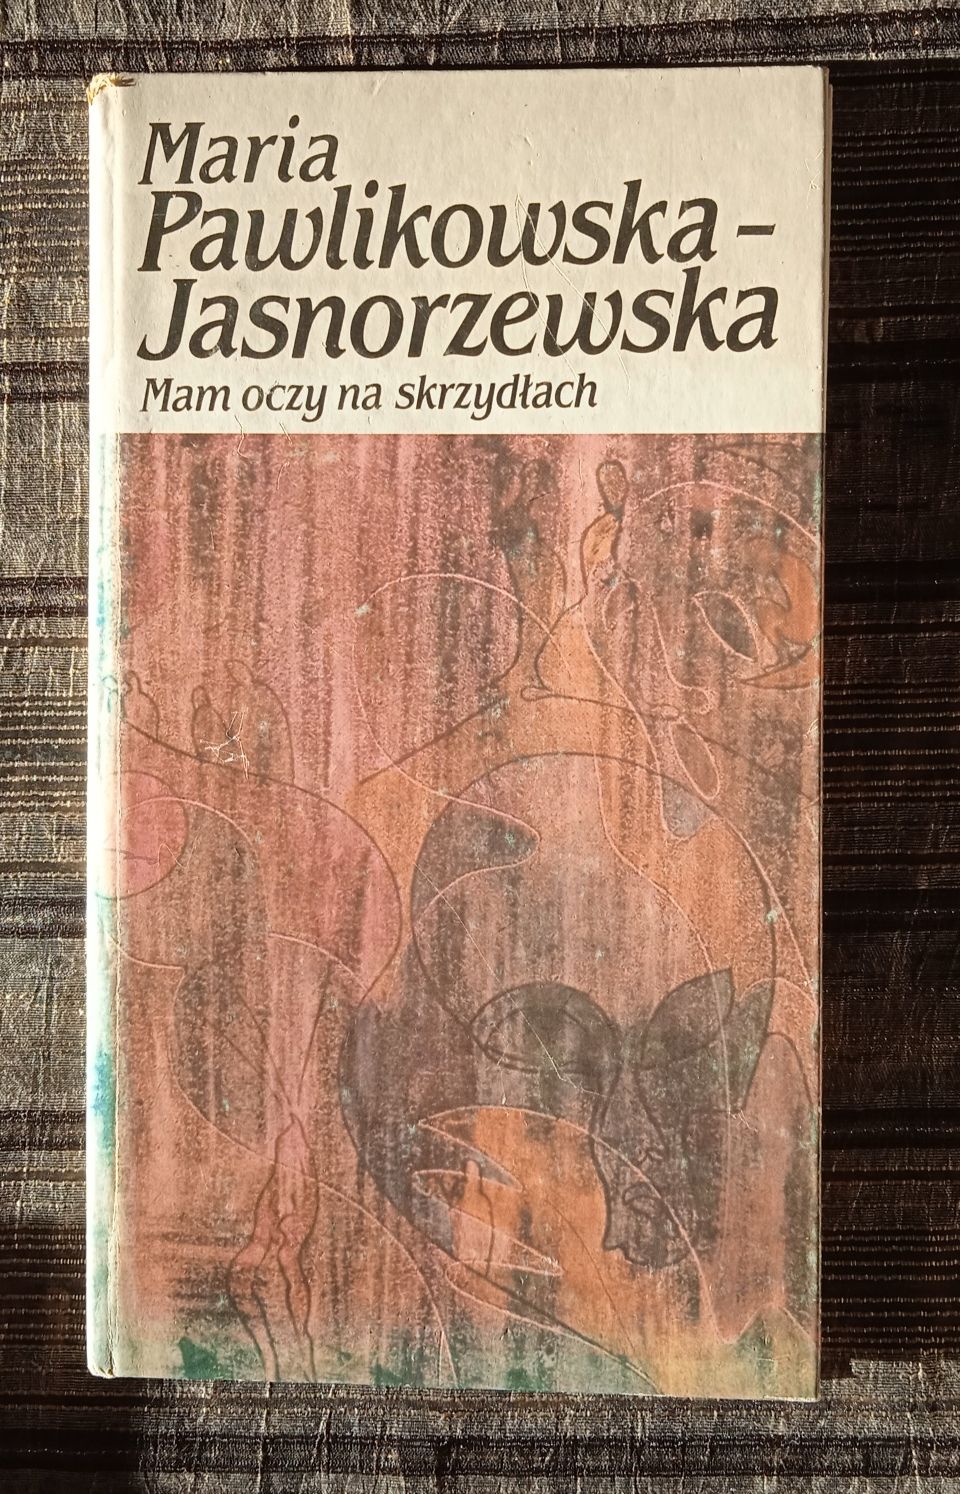 Maria
Pawlikowska-
Jasnorzewska
Mam oczy na skrzydłach